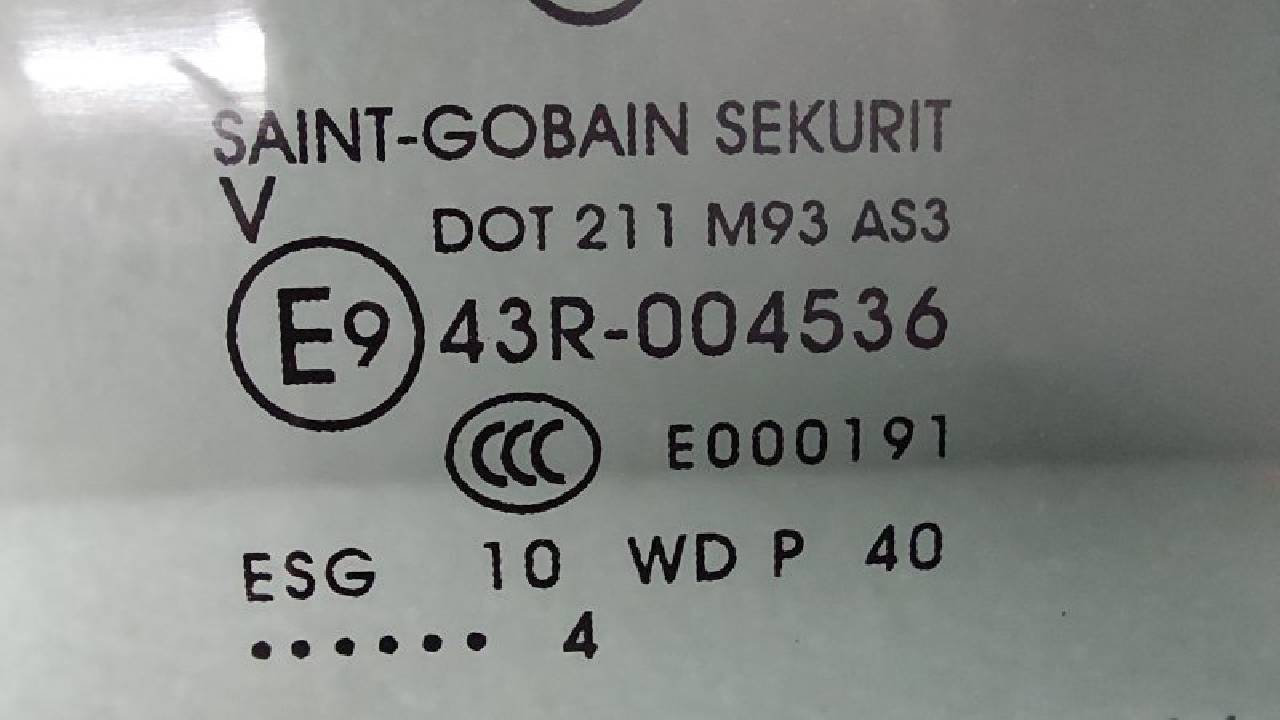 SAINT-GOBAIN SEKURIT
V
DOT 211 M93 AS3
E9 43R-004536
CCC E000191
ESG 10 WD P 40
• • • • • • 4